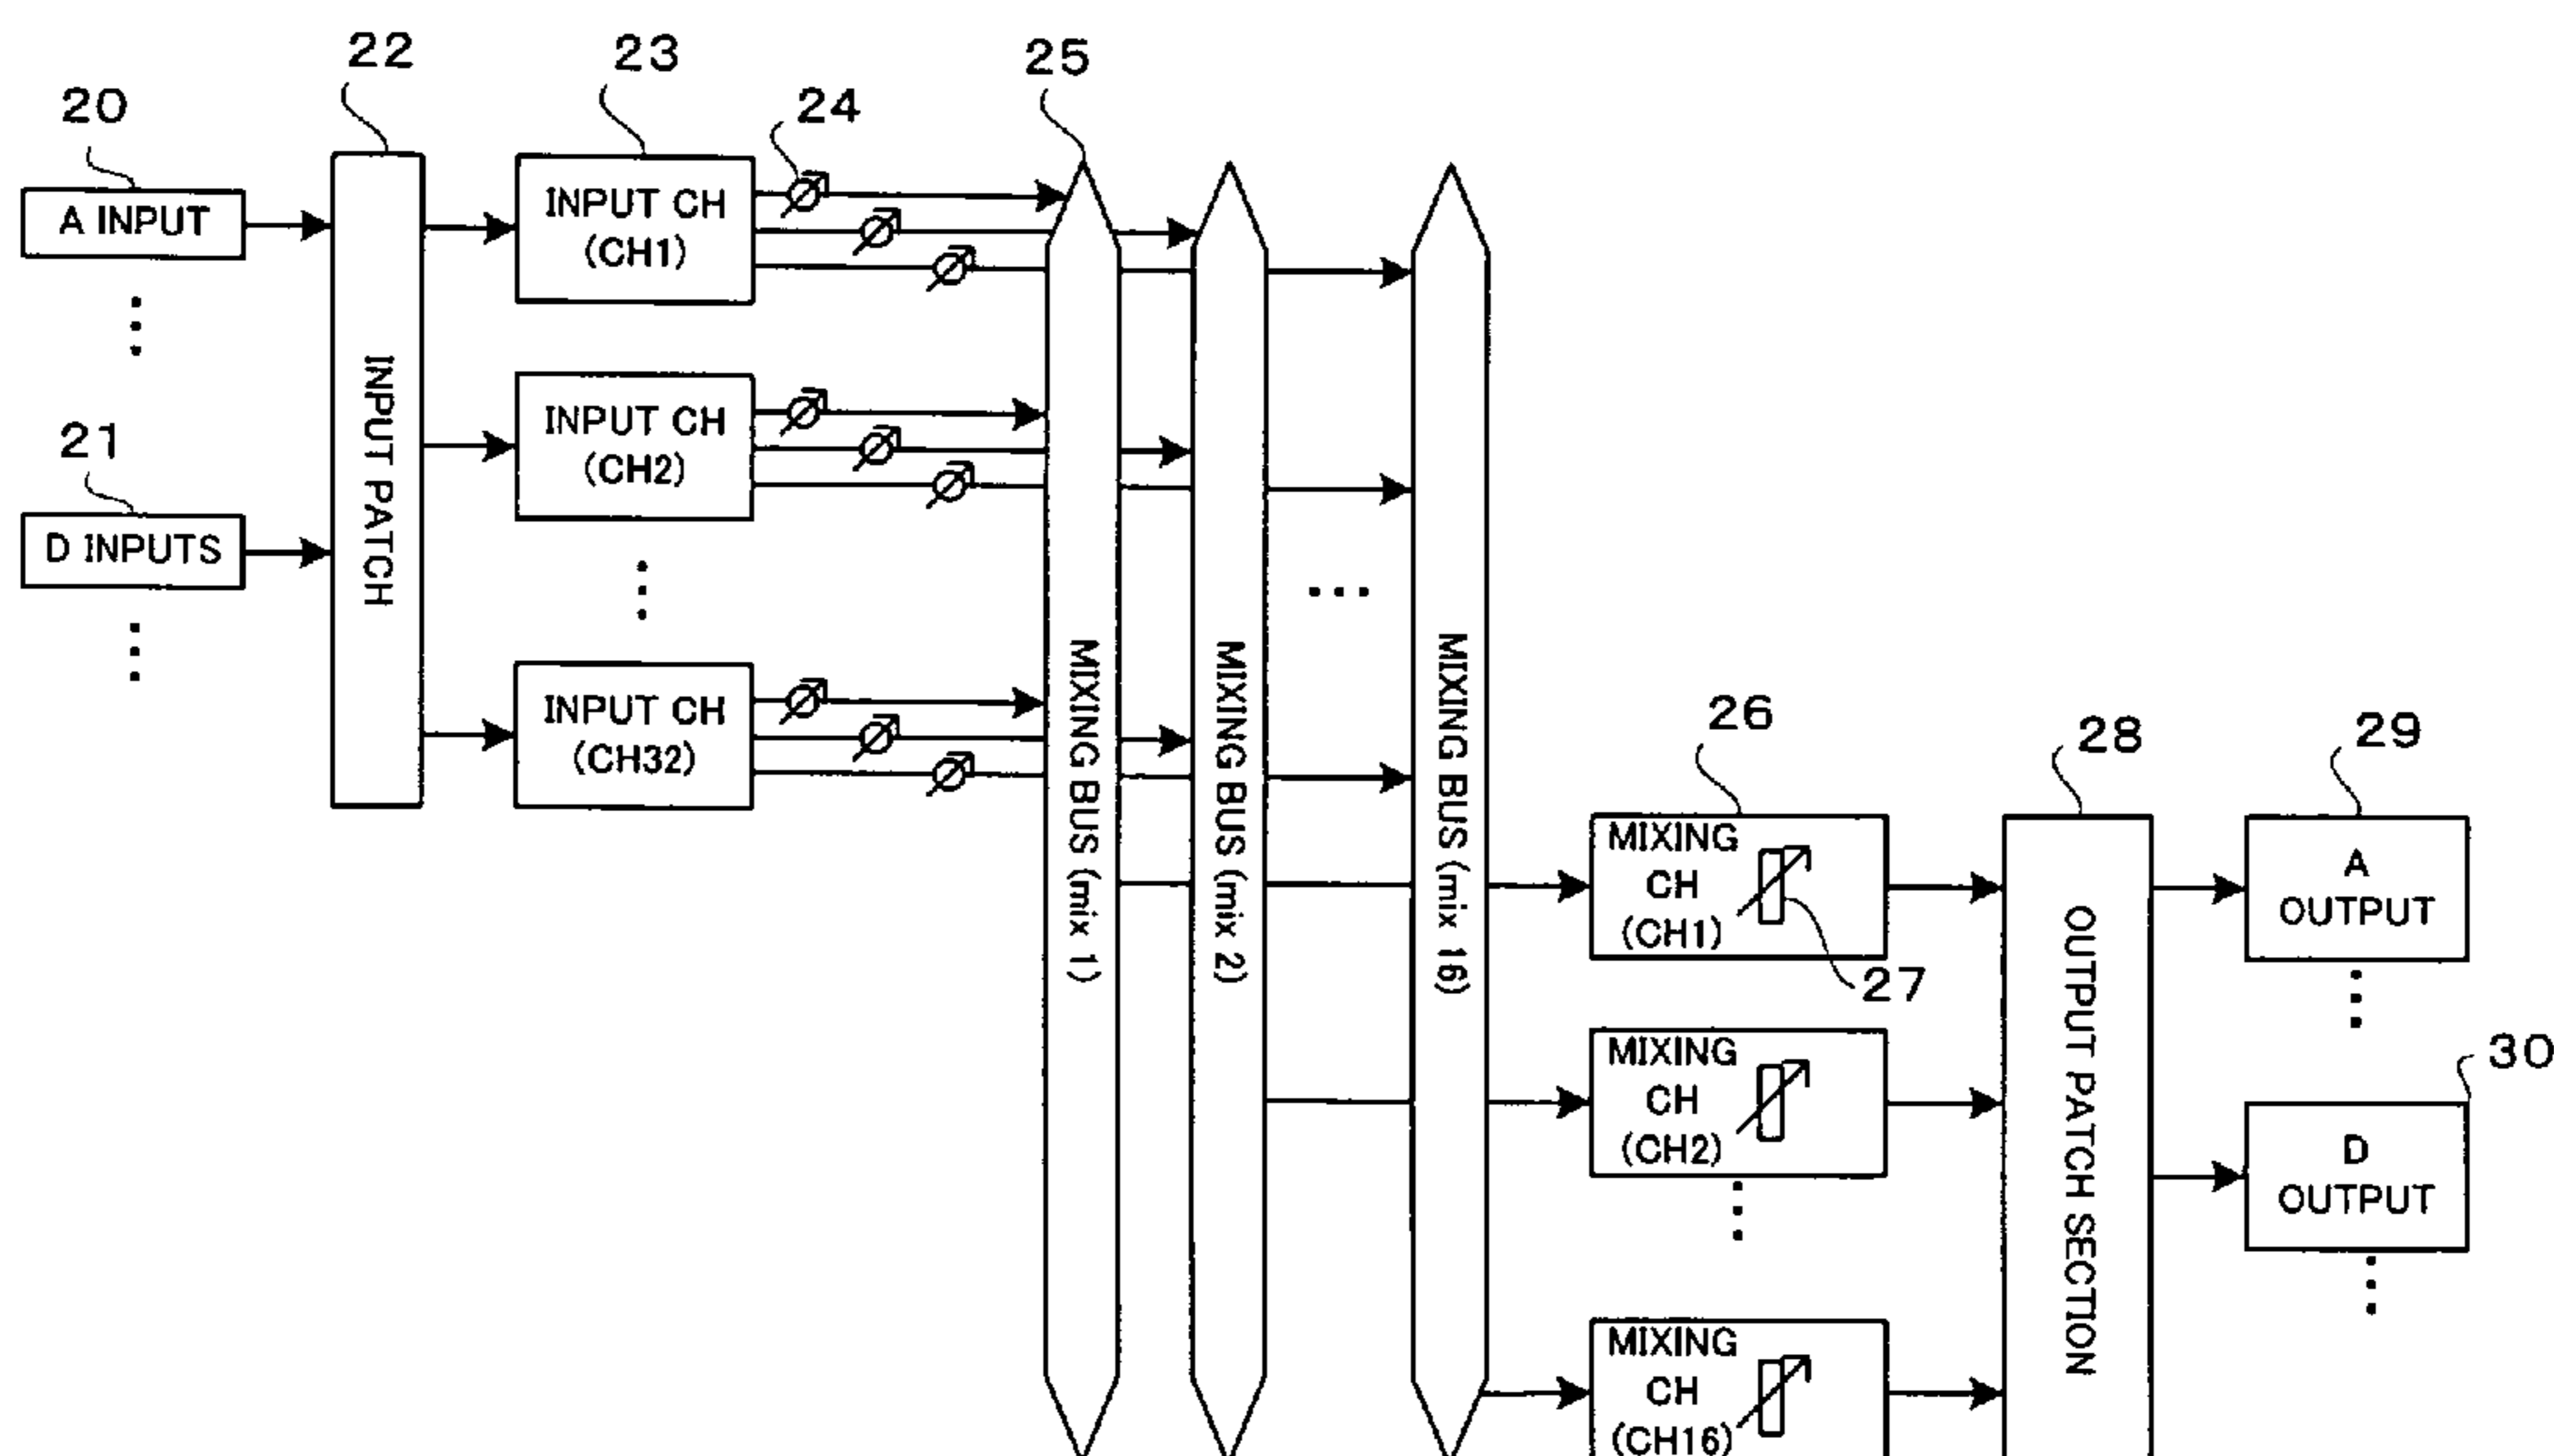 22
23
25
20
24
A INPUT
INPUT CH
(CH1)
INPUT PATCH
21
D INPUTS
INPUT CH
(CH2)
INPUT CH
(CH32)
MIXING BUS (mix 1)
MIXING BUS (mix 2)
MIXING BUS (mix 16)
26
28
29
MIXING
CH
(CH1)
27
A
OUTPUT
OUTPUT PATCH SECTION
30
MIXING
CH
(CH2)
D
OUTPUT
MIXING
CH
(CH16)